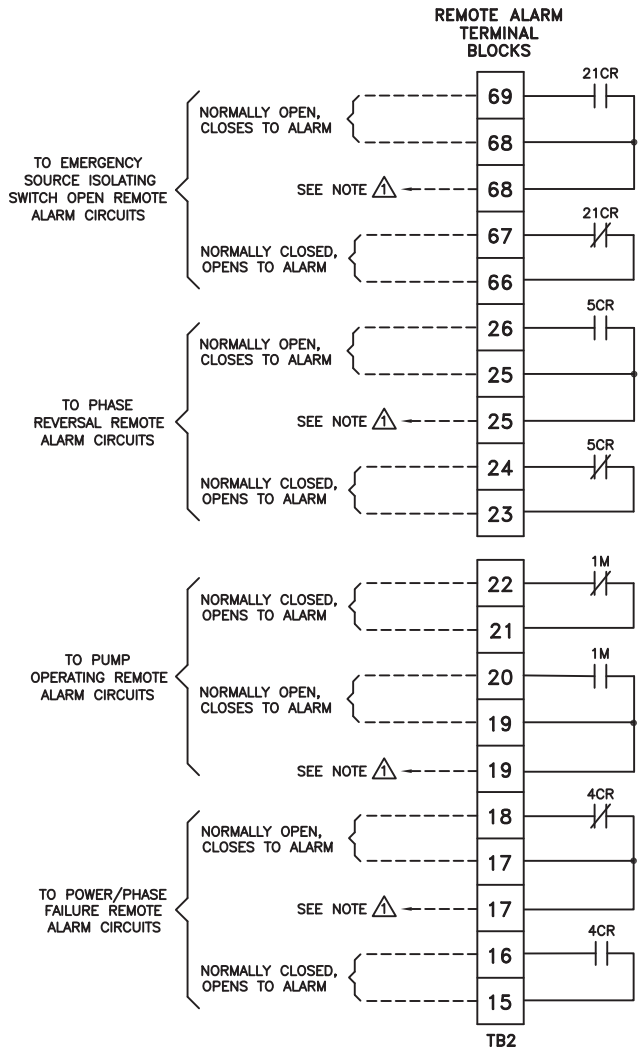 REMOTE ALARM
TERMINAL
BLOCKS
TO EMERGENCY
SOURCE ISOLATING
SWITCH OPEN REMOTE
ALARM CIRCUITS
NORMALLY OPEN,
CLOSES TO ALARM
SEE NOTE 1
NORMALLY CLOSED,
OPENS TO ALARM
69
68
68
67
66
21CR
21CR
TO PHASE
REVERSAL REMOTE
ALARM CIRCUITS
NORMALLY OPEN,
CLOSES TO ALARM
SEE NOTE 1
NORMALLY CLOSED,
OPENS TO ALARM
26
25
25
24
23
5CR
5CR
TO PUMP
OPERATING REMOTE
ALARM CIRCUITS
NORMALLY CLOSED,
OPENS TO ALARM
NORMALLY OPEN,
CLOSES TO ALARM
SEE NOTE 1
22
21
20
19
19
1M
1M
TO POWER/PHASE
FAILURE REMOTE
ALARM CIRCUITS
NORMALLY OPEN,
CLOSES TO ALARM
SEE NOTE 1
NORMALLY CLOSED,
OPENS TO ALARM
18
17
17
16
15
4CR
4CR
TB2